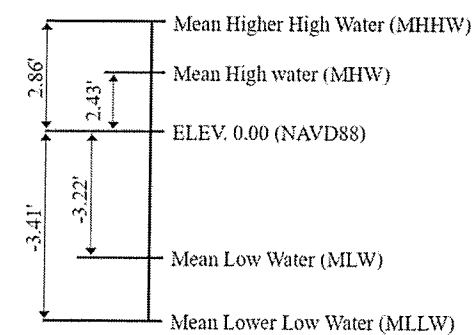 Mean Higher High Water (MHHW)
2.86'
Mean High water (MHW)
2.43'
ELEV. 0.00 (NAVD88)
-3.22'
-3.41'
Mean Low Water (MLW)
Mean Lower Low Water (MLLW)